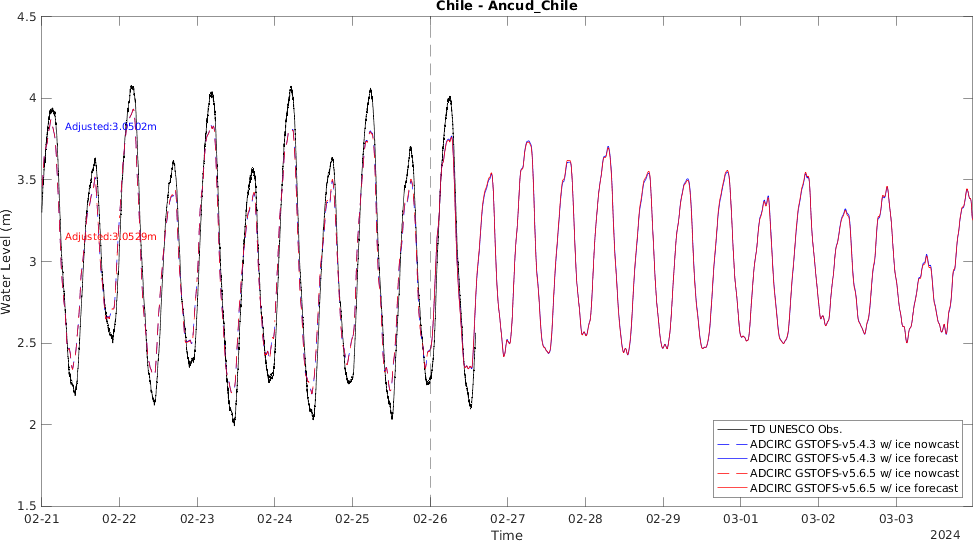 Chile - Ancud_Chile
4.5
4
3.5
3
2.5
2
1.5
Water Level (m)
Adjusted:3.0502m
Adjusted:3.0529m
TD UNESCO Obs.
ADCIRC GSTOFS-v5.4.3 w/ ice nowcast
ADCIRC GSTOFS-v5.4.3 w/ ice forecast
ADCIRC GSTOFS-v5.6.5 w/ ice nowcast
ADCIRC GSTOFS-v5.6.5 w/ ice forecast
02-21 02-22 02-23 02-24 02-25 02-26 02-27 02-28 02-29 03-01 03-02 03-03
Time
2024